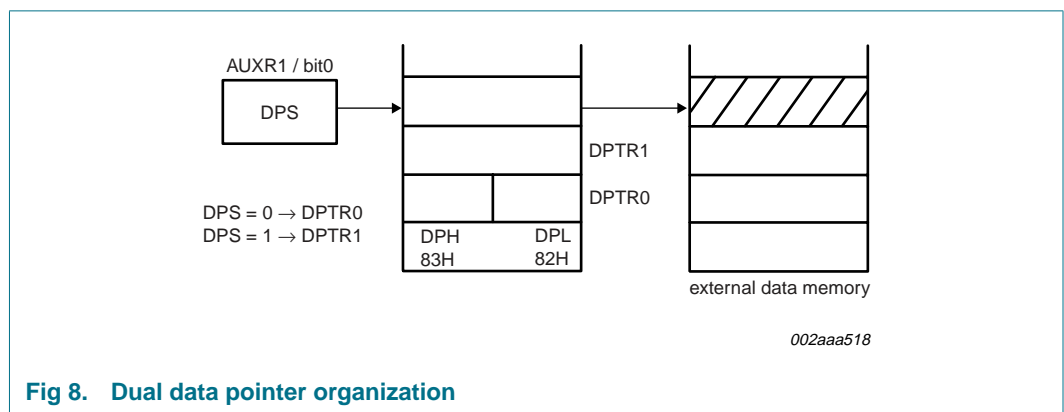 AUXR1 / bit0
DPS
DPTR1
DPTR0
DPS = 0 → DPTR0
DPS = 1 → DPTR1
DPH
83H
DPL
82H
external data memory
002aaa518
Fig 8. Dual data pointer organization